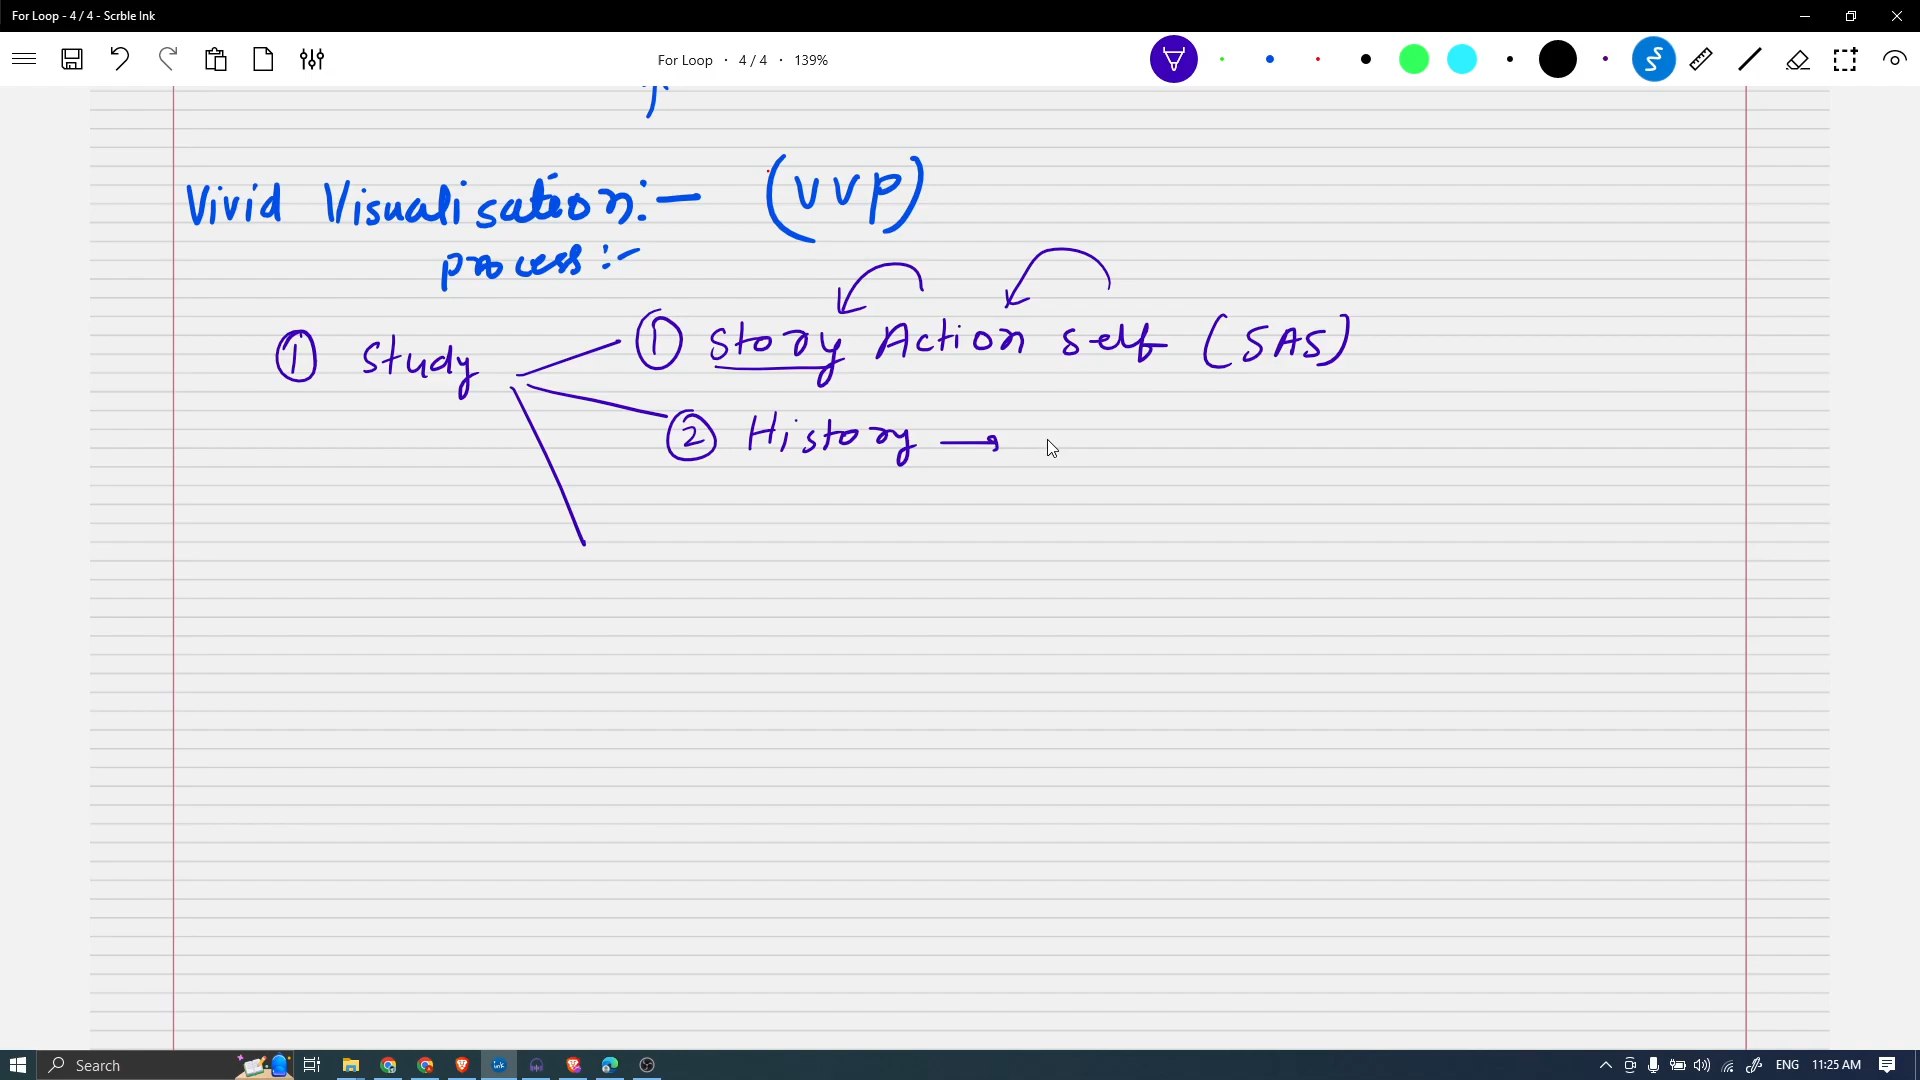 For Loop - 4 / 4 - Scrble Ink
For Loop · 4 / 4 · 139%
Vivid Visualisation:- (VVP)
process:-
① Study ① Story Action self (SAS)
② History →
Search
ENG 11:25 AM